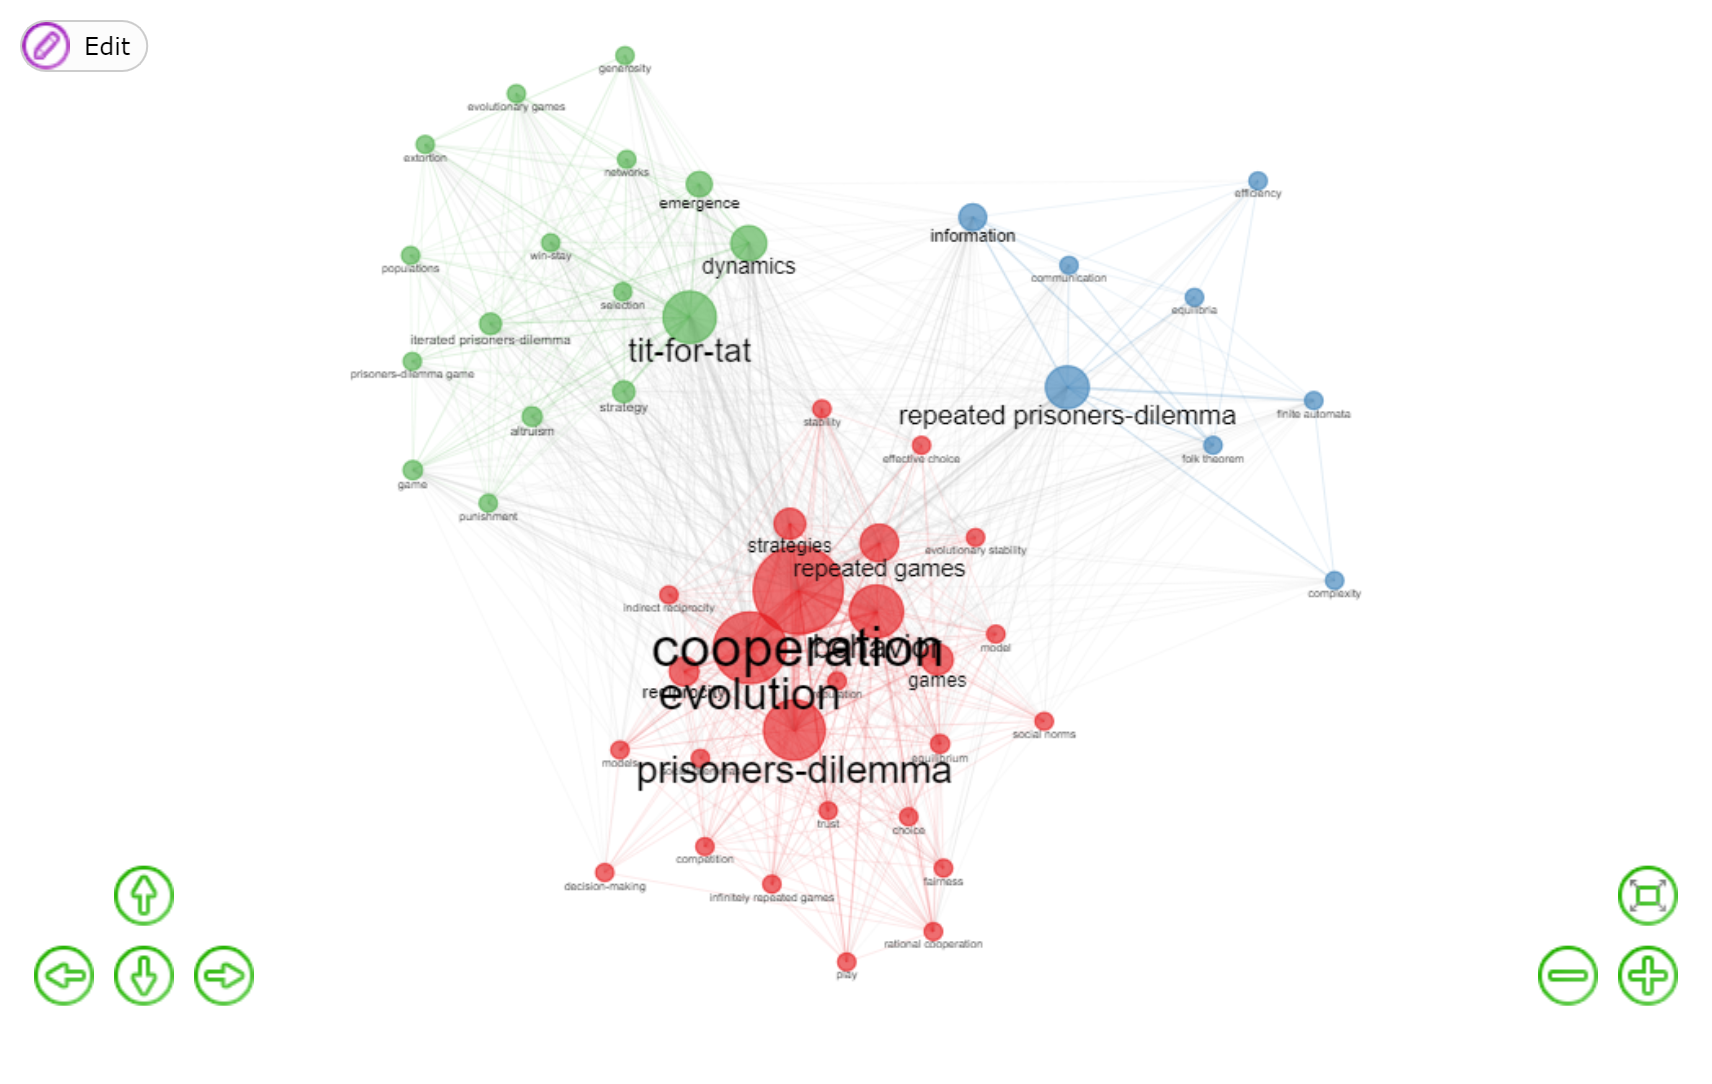 Edit
generosity
evolutionary games
extortion
networks
emergence
efficiency
information
win-stay
dynamics
populations
communication
selection
equilibria
iterated prisoners-dilemma
tit-for-tat
prisoners-dilemma game
strategy
repeated prisoners-dilemma
finite automata
altruism
stability
effective choice
folk theorem
game
punishment
strategies
evolutionary stability
repeated games
complexity
indirect reciprocity
cooperation
behavior
model
games
reciprocity
evolution
social norms
models
equilibrium
prisoners-dilemma
trust
choice
competition
fairness
decision-making
infinitely repeated games
rational cooperation
play